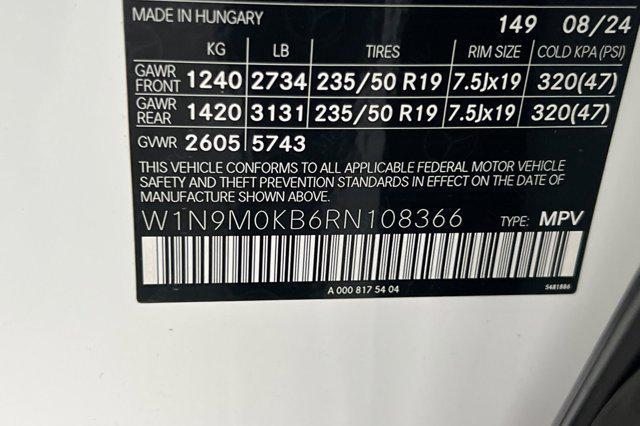 MADE IN HUNGARY 149 08/24
KG LB TIRES RIM SIZE COLD KPA(PSI)
GAWR FRONT 1240 2734 235/50 R19 7.5Jx19 320(47)
GAWR REAR 1420 3131 235/50 R19 7.5Jx19 320(47)
GVWR 2605 5743
THIS VEHICLE CONFORMS TO ALL APPLICABLE FEDERAL MOTOR VEHICLE
SAFETY AND THEFT PREVENTION STANDARDS IN EFFECT ON THE DATE OF
MANUFACTURE SHOWN ABOVE.
W1N9M0KB6RN108366 TYPE: MPV
A 000 817 54 04 5481886